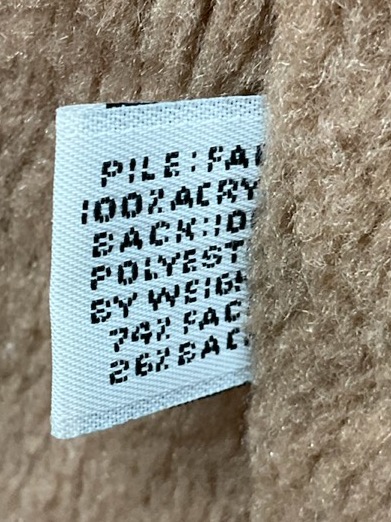 PILE:FA
100%ACRY
BACK:10
POLYEST
BY WEIGH
74% FAC
26%BAC